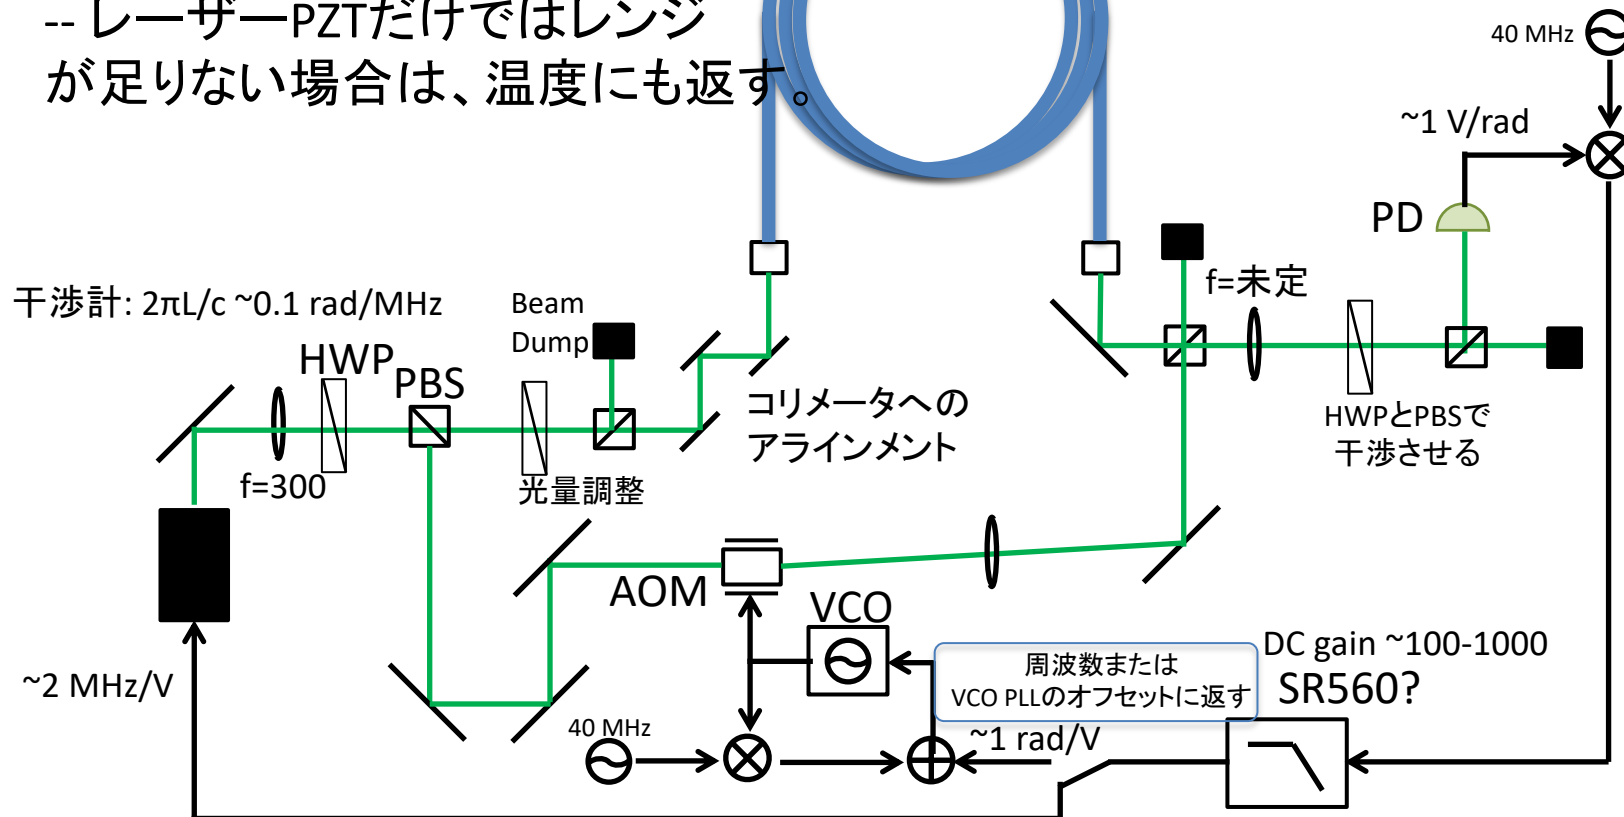 -- レーザーPZTだけではレンジ
が足りない場合は、温度にも返す。
40 MHz
~1 V/rad
PD
f=未定
干渉計: 2πL/c ~0.1 rad/MHz
Beam
Dump
HWP
PBS
コリメータへの
アラインメント
HWPとPBSで
干渉させる
f=300
光量調整
AOM
VCO
DC gain ~100-1000
SR560?
周波数または
VCO PLLのオフセットに返す
~2 MHz/V
40 MHz
~1 rad/V